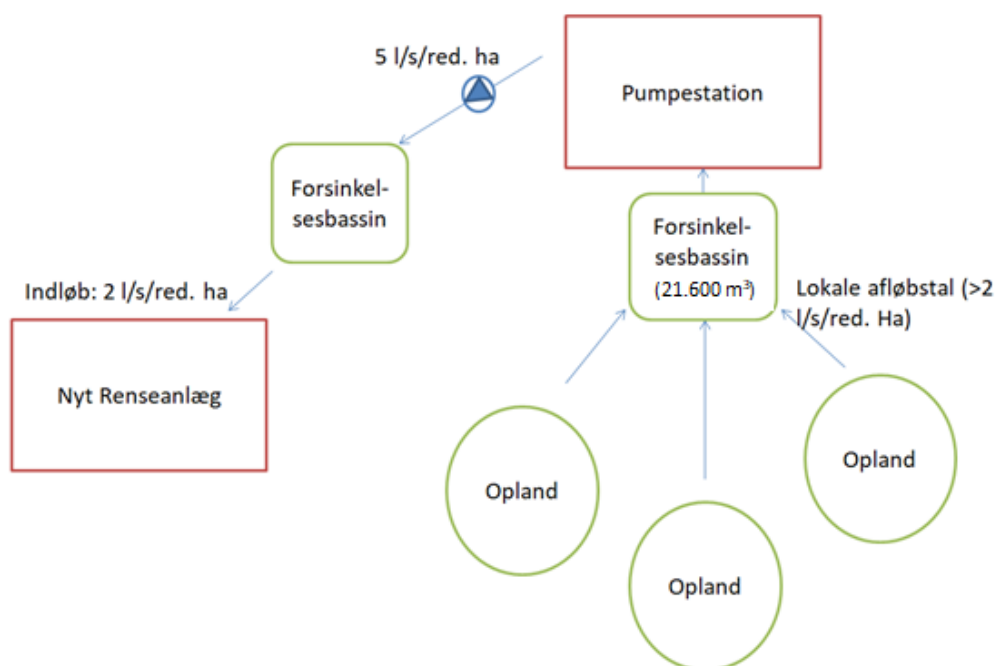 5 l/s/red. ha
Pumpestation
Forsinkel-
sesbassin
Forsinkel-
sesbassin
(21.600 m³)
Indløb: 2 l/s/red. ha
Lokale afløbstal (>2
l/s/red. Ha)
Nyt Renseanlæg
Opland
Opland
Opland